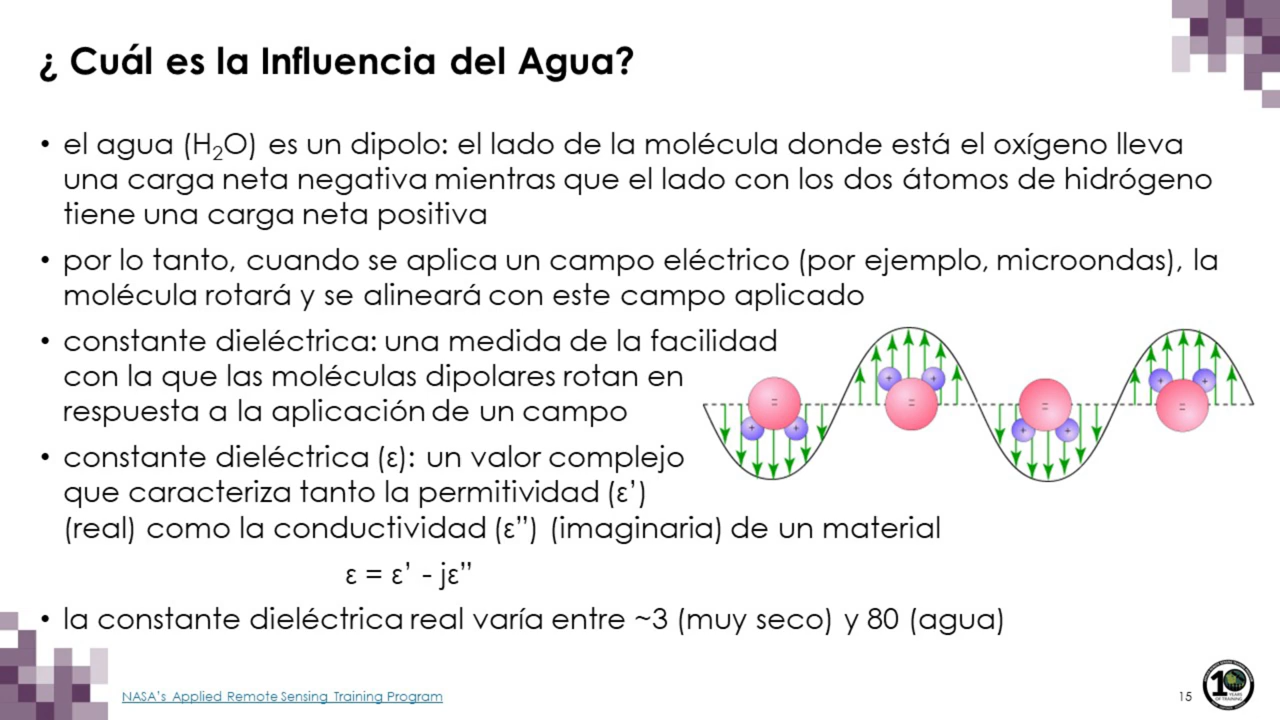 ¿ Cuál es la Influencia del Agua?
• el agua (H₂O) es un dipolo: el lado de la molécula donde está el oxígeno lleva
una carga neta negativa mientras que el lado con los dos átomos de hidrógeno
tiene una carga neta positiva
• por lo tanto, cuando se aplica un campo eléctrico (por ejemplo, microondas), la
molécula rotará y se alineará con este campo aplicado
• constante dieléctrica: una medida de la facilidad
con la que las moléculas dipolares rotan en
respuesta a la aplicación de un campo
• constante dieléctrica (ε): un valor complejo
que caracteriza tanto la permitividad (ε’)
(real) como la conductividad (ε”) (imaginaria) de un material
ε = ε’ - jε”
• la constante dieléctrica real varía entre ~3 (muy seco) y 80 (agua)
NASA’s Applied Remote Sensing Training Program
15
10
YEARS
OF TRAINING